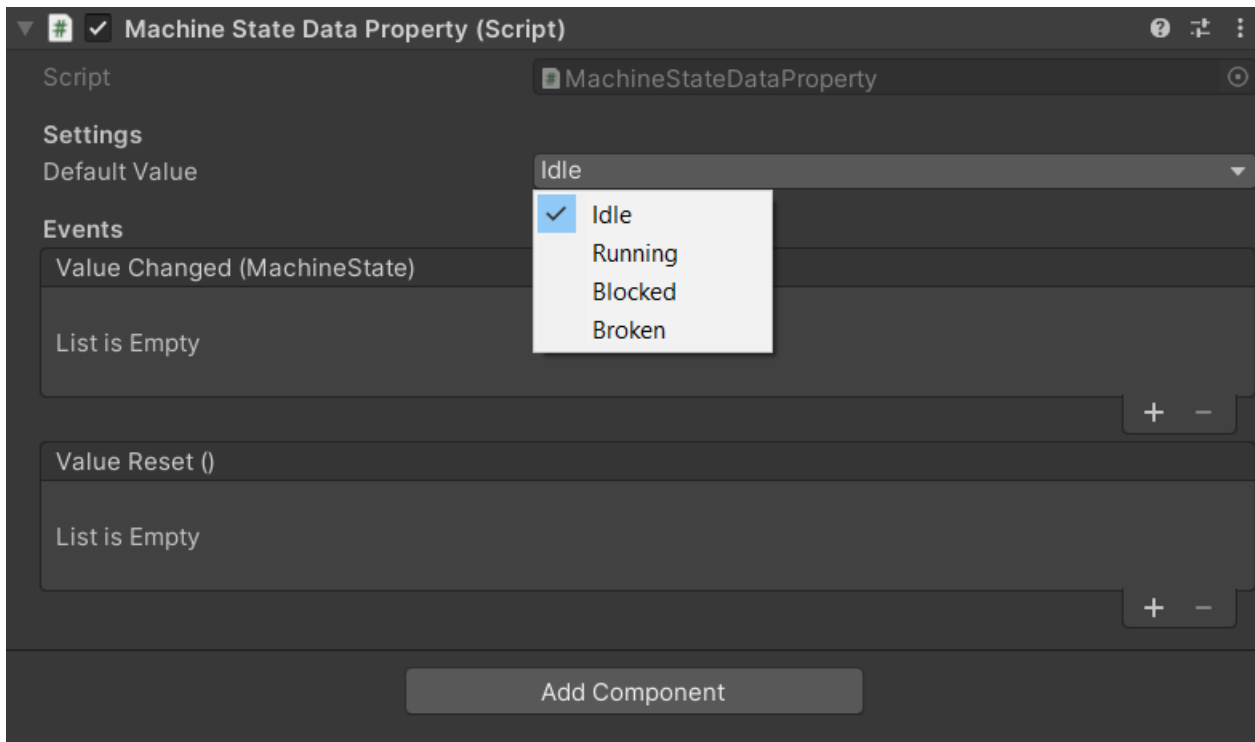 Machine State Data Property (Script)
Script MachineStateDataProperty
Settings
Default Value Idle
Idle
Running
Blocked
Broken
Events
Value Changed (MachineState)
List is Empty
Value Reset ()
List is Empty
Add Component